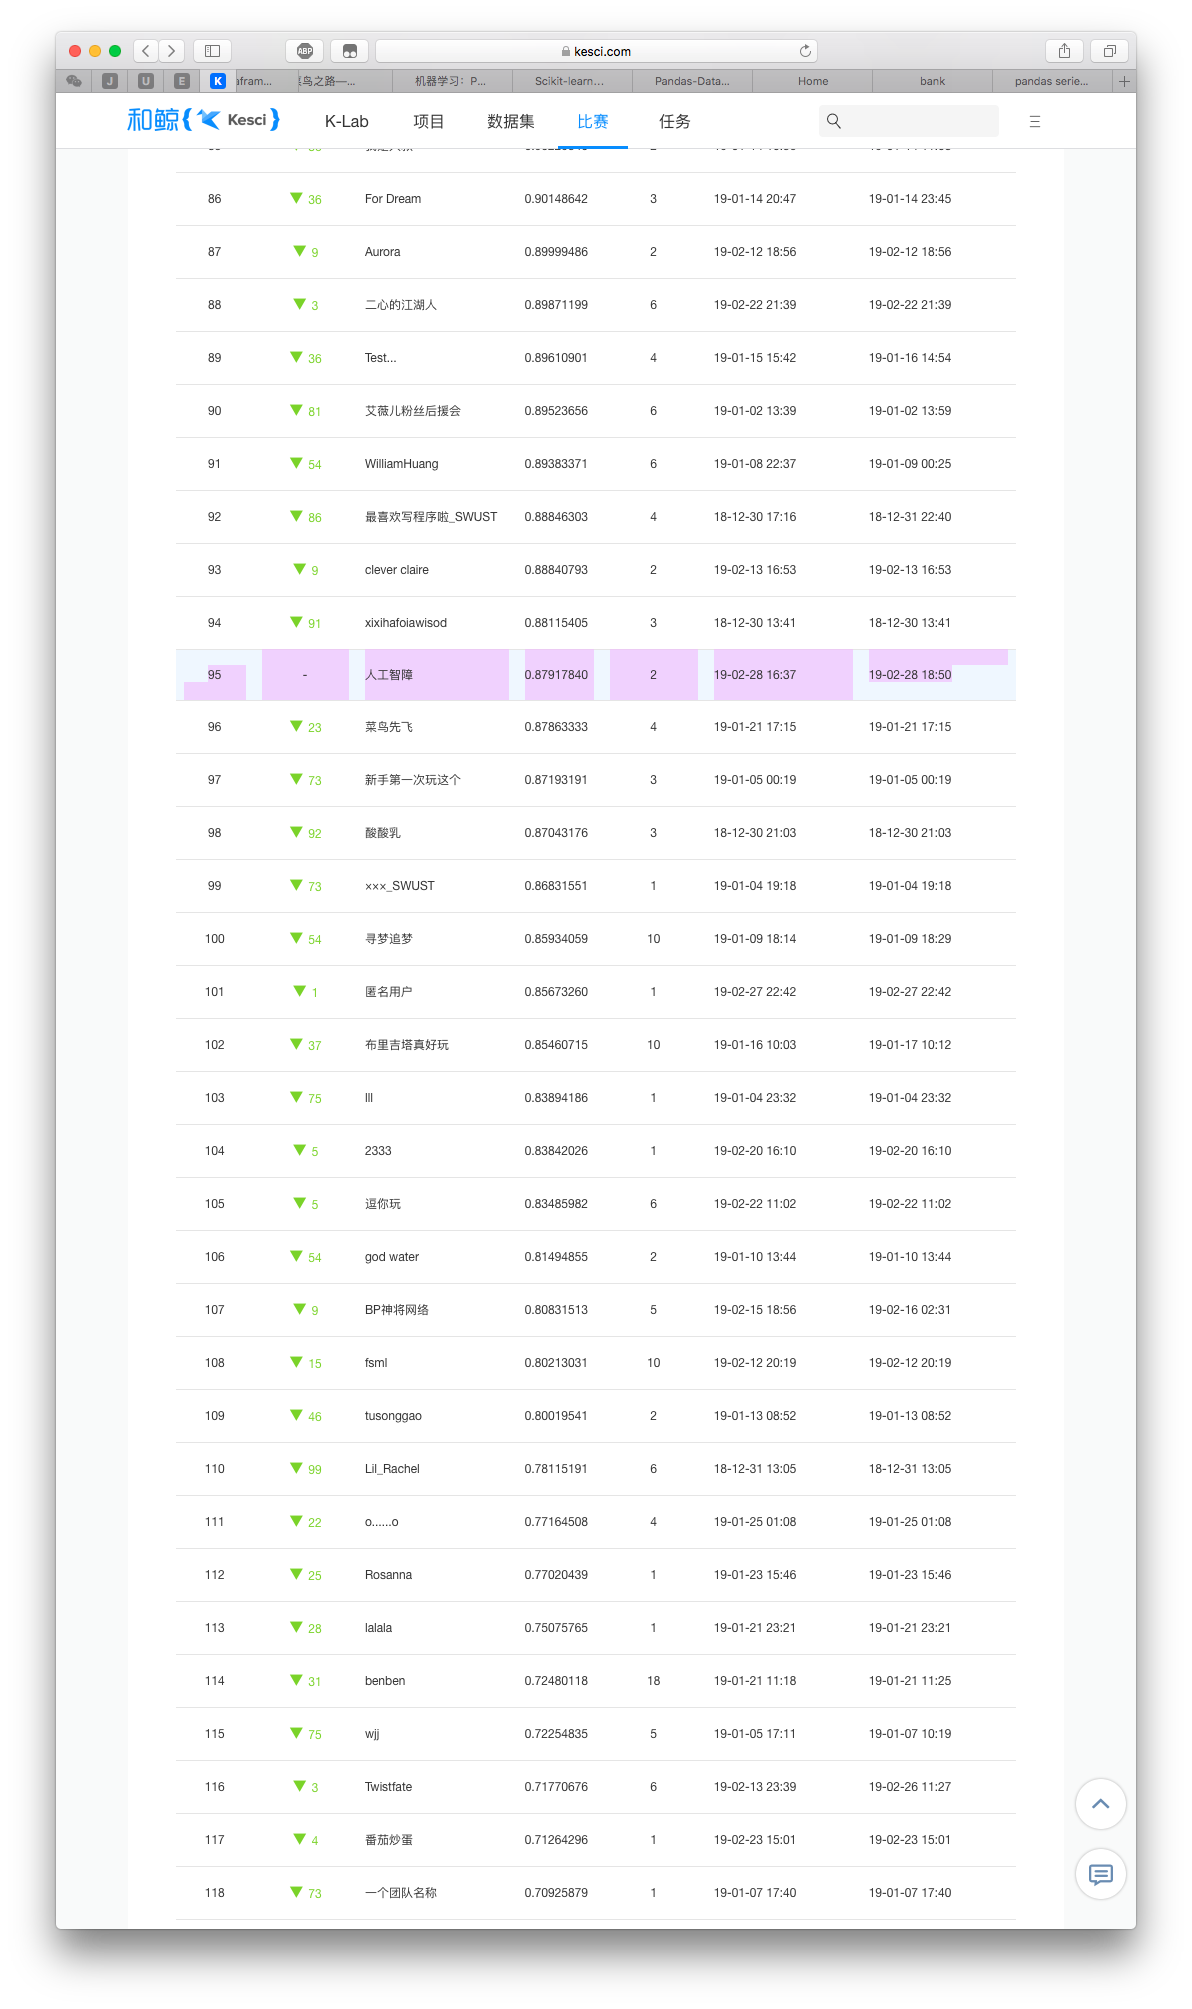 ABP
kesci.com
J U E K afram... 机器学习：P... Scikit-learn... Pandas-Data... Home bank pandas serie...
和鲸 { Kesci } K-Lab 项目 数据集 比赛 任务
86 36 For Dream 0.90148642 3 19-01-14 20:47 19-01-14 23:45
87 9 Aurora 0.89999486 2 19-02-12 18:56 19-02-12 18:56
88 3 二心的江湖人 0.89871199 6 19-02-22 21:39 19-02-22 21:39
89 36 Test... 0.89610901 4 19-01-15 15:42 19-01-16 14:54
90 81 艾薇儿粉丝后援会 0.89523656 6 19-01-02 13:39 19-01-02 13:59
91 54 WilliamHuang 0.89383371 6 19-01-08 22:37 19-01-09 00:25
92 86 最喜欢写程序啦_SWUST 0.88846303 4 18-12-30 17:16 18-12-31 22:40
93 9 clever claire 0.88840793 2 19-02-13 16:53 19-02-13 16:53
94 91 xixihafoiawisod 0.88115405 3 18-12-30 13:41 18-12-30 13:41
95 - 人工智障 0.87917840 2 19-02-28 16:37 19-02-28 18:50
96 23 菜鸟先飞 0.87863333 4 19-01-21 17:15 19-01-21 17:15
97 73 新手第一次玩这个 0.87193191 3 19-01-05 00:19 19-01-05 00:19
98 92 酸酸乳 0.87043176 3 18-12-30 21:03 18-12-30 21:03
99 73 ×××_SWUST 0.86831551 1 19-01-04 19:18 19-01-04 19:18
100 54 寻梦追梦 0.85934059 10 19-01-09 18:14 19-01-09 18:29
101 1 匿名用户 0.85673260 1 19-02-27 22:42 19-02-27 22:42
102 37 布里吉塔真好玩 0.85460715 10 19-01-16 10:03 19-01-17 10:12
103 75 lll 0.83894186 1 19-01-04 23:32 19-01-04 23:32
104 5 2333 0.83842026 1 19-02-20 16:10 19-02-20 16:10
105 5 逗你玩 0.83485982 6 19-02-22 11:02 19-02-22 11:02
106 54 god water 0.81494855 2 19-01-10 13:44 19-01-10 13:44
107 9 BP神将网络 0.80831513 5 19-02-15 18:56 19-02-16 02:31
108 15 fsml 0.80213031 10 19-02-12 20:19 19-02-12 20:19
109 46 tusonggao 0.80019541 2 19-01-13 08:52 19-01-13 08:52
110 99 Lil_Rachel 0.78115191 6 18-12-31 13:05 18-12-31 13:05
111 22 o......o 0.77164508 4 19-01-25 01:08 19-01-25 01:08
112 25 Rosanna 0.77020439 1 19-01-23 15:46 19-01-23 15:46
113 28 lalala 0.75075765 1 19-01-21 23:21 19-01-21 23:21
114 31 benben 0.72480118 18 19-01-21 11:18 19-01-21 11:25
115 75 wjj 0.72254835 5 19-01-05 17:11 19-01-07 10:19
116 3 Twistfate 0.71770676 6 19-02-13 23:39 19-02-26 11:27
117 4 番茄炒蛋 0.71264296 1 19-02-23 15:01 19-02-23 15:01
118 73 一个团队名称 0.70925879 1 19-01-07 17:40 19-01-07 17:40